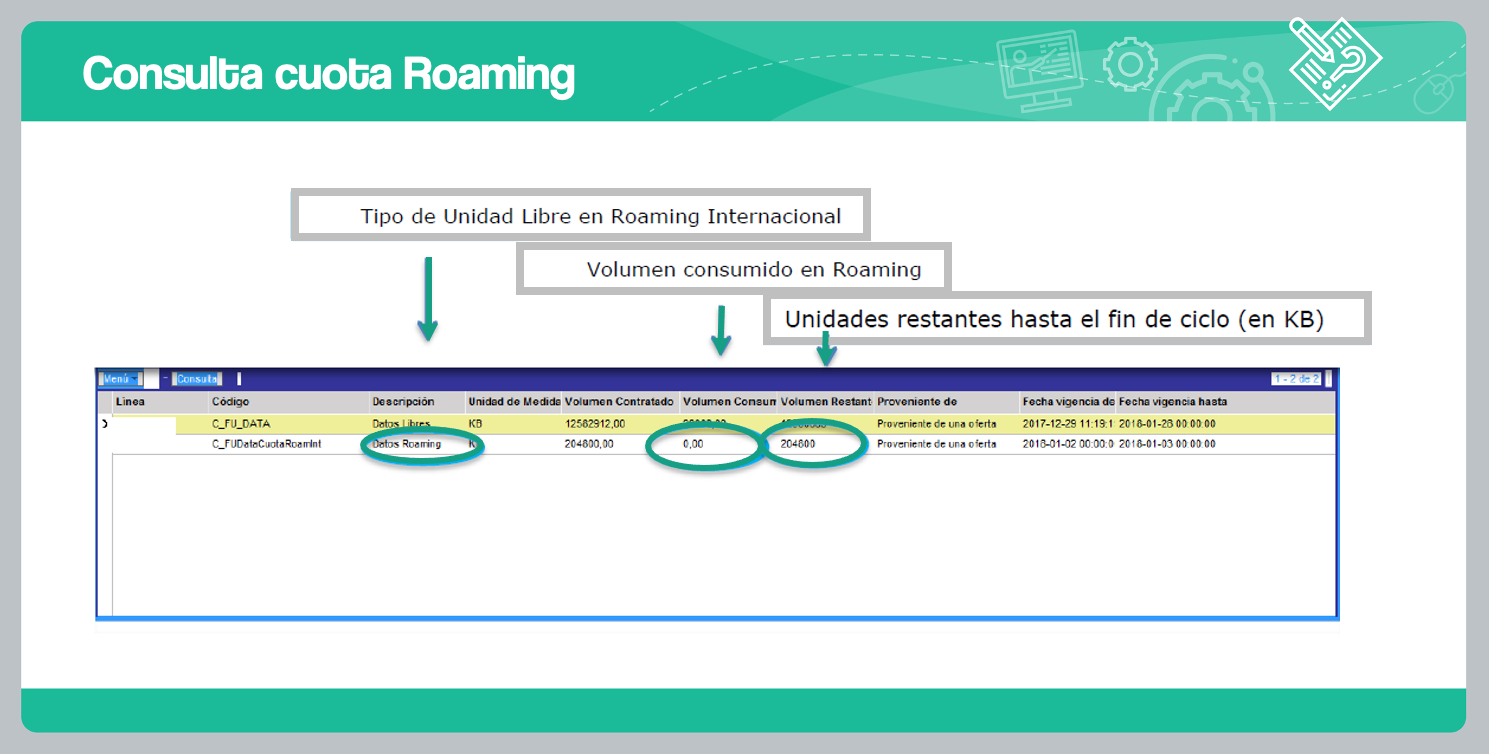 Consulta cuota Roaming
Tipo de Unidad Libre en Roaming Internacional
Volumen consumido en Roaming
Unidades restantes hasta el fin de ciclo (en KB)
Menú - Consulta 1 - 2 de 2
Línea Código Descripción Unidad de Medida Volumen Contratado Volumen Consum Volumen Restant Proveniente de Fecha vigencia de Fecha vigencia hasta
C_FU_DATA Datos Libres KB 12582912,00 Proveniente de una oferta 2017-12-29 11:19:1 2018-01-28 00:00:00
C_FUDataCuotaRoamInt Datos Roaming 204800,00 0,00 204800 Proveniente de una oferta 2018-01-02 00:00:0 2018-01-03 00:00:00